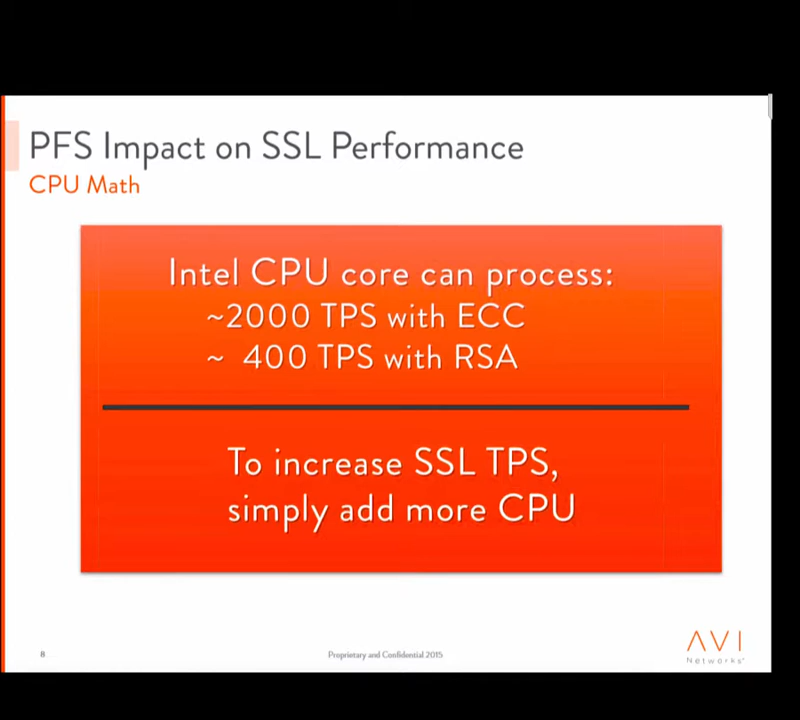 PFS Impact on SSL Performance
CPU Math
Intel CPU core can process:
~2000 TPS with ECC
~ 400 TPS with RSA
To increase SSL TPS,
simply add more CPU
8
Proprietary and Confidential 2015
AVI
Networks